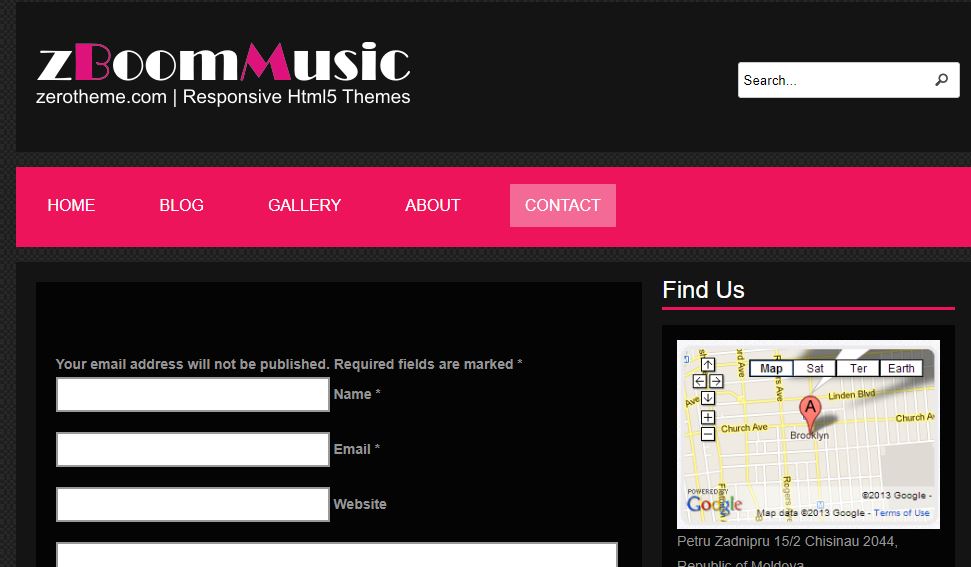 zBoomMusic
zerotheme.com | Responsive Html5 Themes
Search...
HOME BLOG GALLERY ABOUT CONTACT
Your email address will not be published. Required fields are marked *
Name *
Email *
Website
Find Us
Map Sat Ter Earth
A
Linden Blvd
Church Ave
Church Av
Brooklyn
Rogers Ave
POWERED BY
Google
©2013 Google -
Map data ©2013 Google - Terms of Use
Petru Zadnipru 15/2 Chisinau 2044,
Republic of Moldova